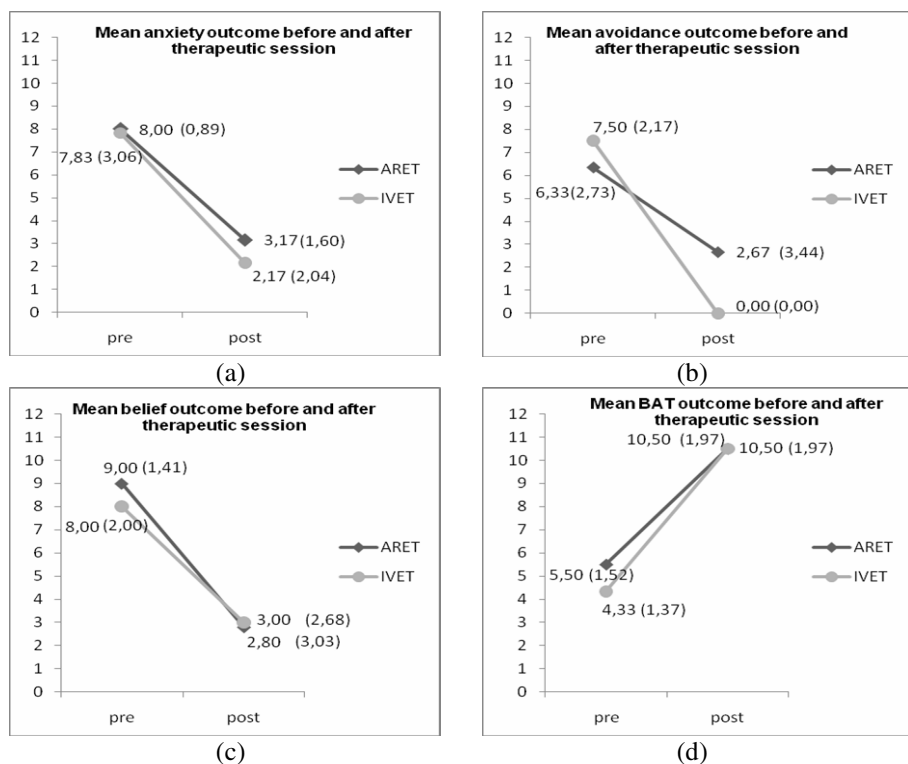 Mean anxiety outcome before and after
therapeutic session
12
11
10
9
8
7
6
5
4
3
2
1
0
8,00 (0,89)
7,83 (3,06)
3,17 (1,60)
2,17 (2,04)
ARET
IVET
pre
post
(a)
Mean avoidance outcome before and
after therapeutic session
12
11
10
9
8
7
6
5
4
3
2
1
0
7,50 (2,17)
6,33(2,73)
2,67 (3,44)
0,00 (0,00)
ARET
IVET
pre
post
(b)
Mean belief outcome before and after
therapeutic session
12
11
10
9
8
7
6
5
4
3
2
1
0
9,00 (1,41)
8,00 (2,00)
3,00 (2,68)
2,80 (3,03)
ARET
IVET
pre
post
(c)
Mean BAT outcome before and after
therapeutic session
12
11
10
9
8
7
6
5
4
3
2
1
0
10,50 (1,97)
10,50 (1,97)
5,50 (1,52)
4,33 (1,37)
ARET
IVET
pre
post
(d)